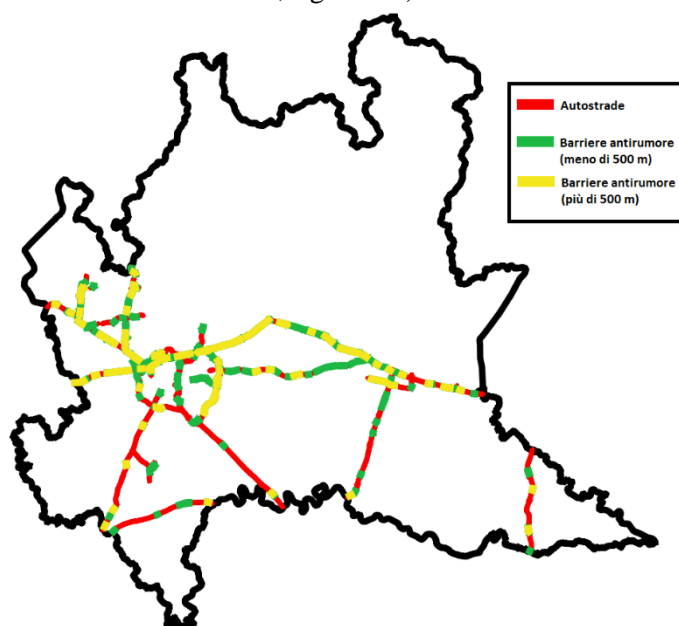 Autostrade
Barriere antirumore
(meno di 500 m)
Barriere antirumore
(più di 500 m)